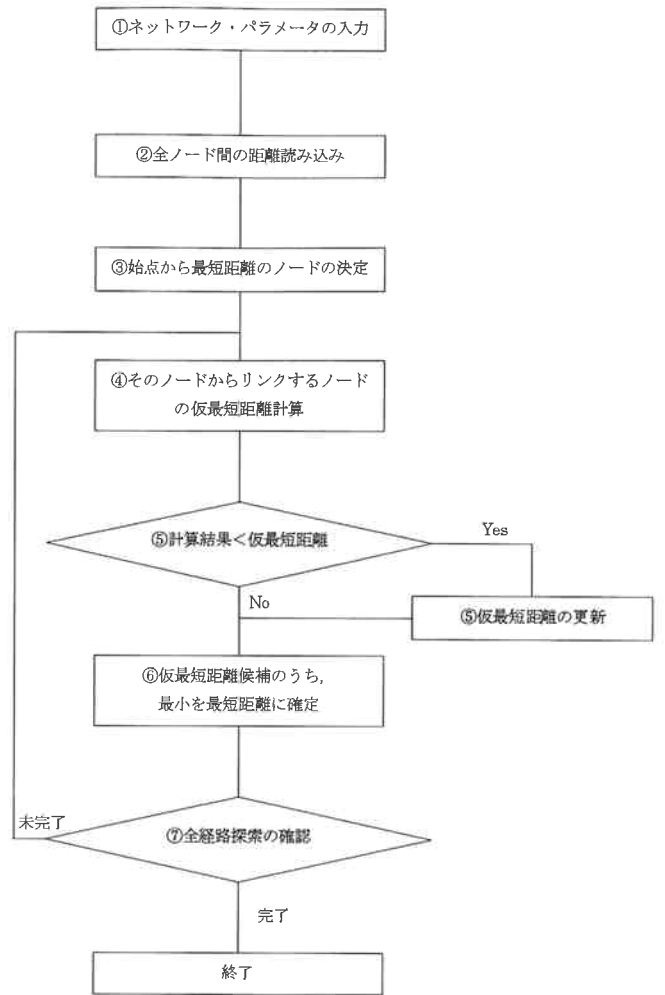 ①ネットワーク・パラメータの入力
②全ノード間の距離読み込み
③始点から最短距離のノードの決定
④そのノードからリンクするノード
の仮最短距離計算
⑤計算結果＜仮最短距離
Yes
No
⑤仮最短距離の更新
⑥仮最短距離候補のうち,
最小を最短距離に確定
未完了
⑦全経路探索の確認
完了
終了